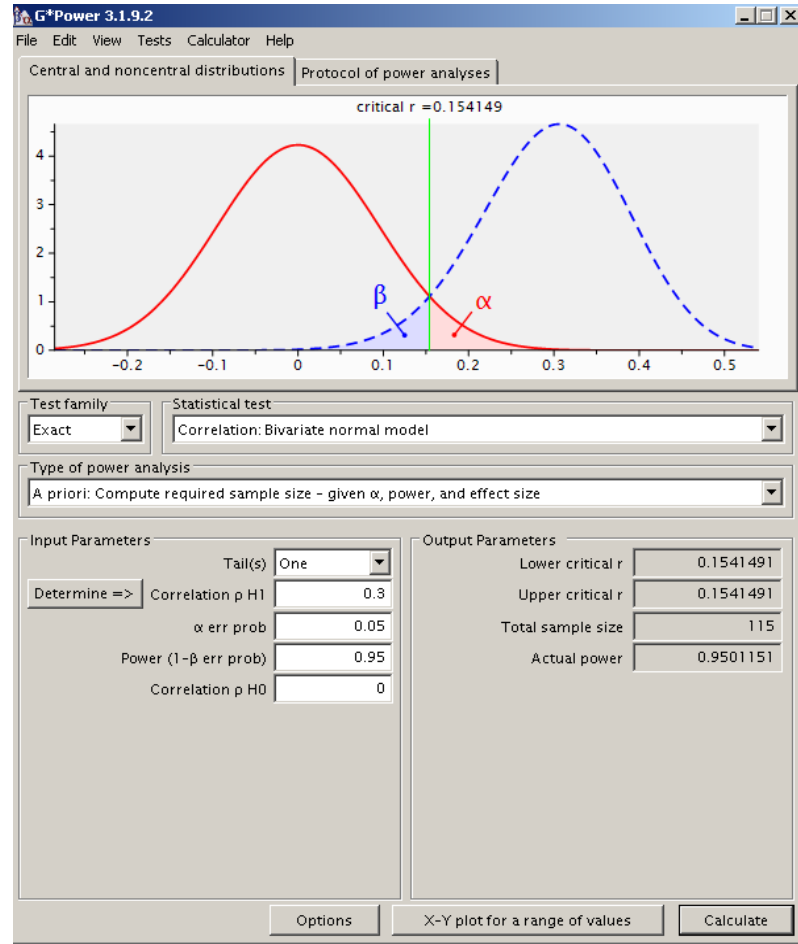 G*Power 3.1.9.2
File Edit View Tests Calculator Help
Central and noncentral distributions Protocol of power analyses
critical r =0.154149
4
3
2
1
0
β α
-0.2 -0.1 0 0.1 0.2 0.3 0.4 0.5
Test family Statistical test
Exact Correlation: Bivariate normal model
Type of power analysis
A priori: Compute required sample size – given α, power, and effect size
Input Parameters Output Parameters
Tail(s) One Lower critical r 0.1541491
Determine => Correlation ρ H1 0.3 Upper critical r 0.1541491
α err prob 0.05 Total sample size 115
Power (1-β err prob) 0.95 Actual power 0.9501151
Correlation ρ H0 0
Options X-Y plot for a range of values Calculate